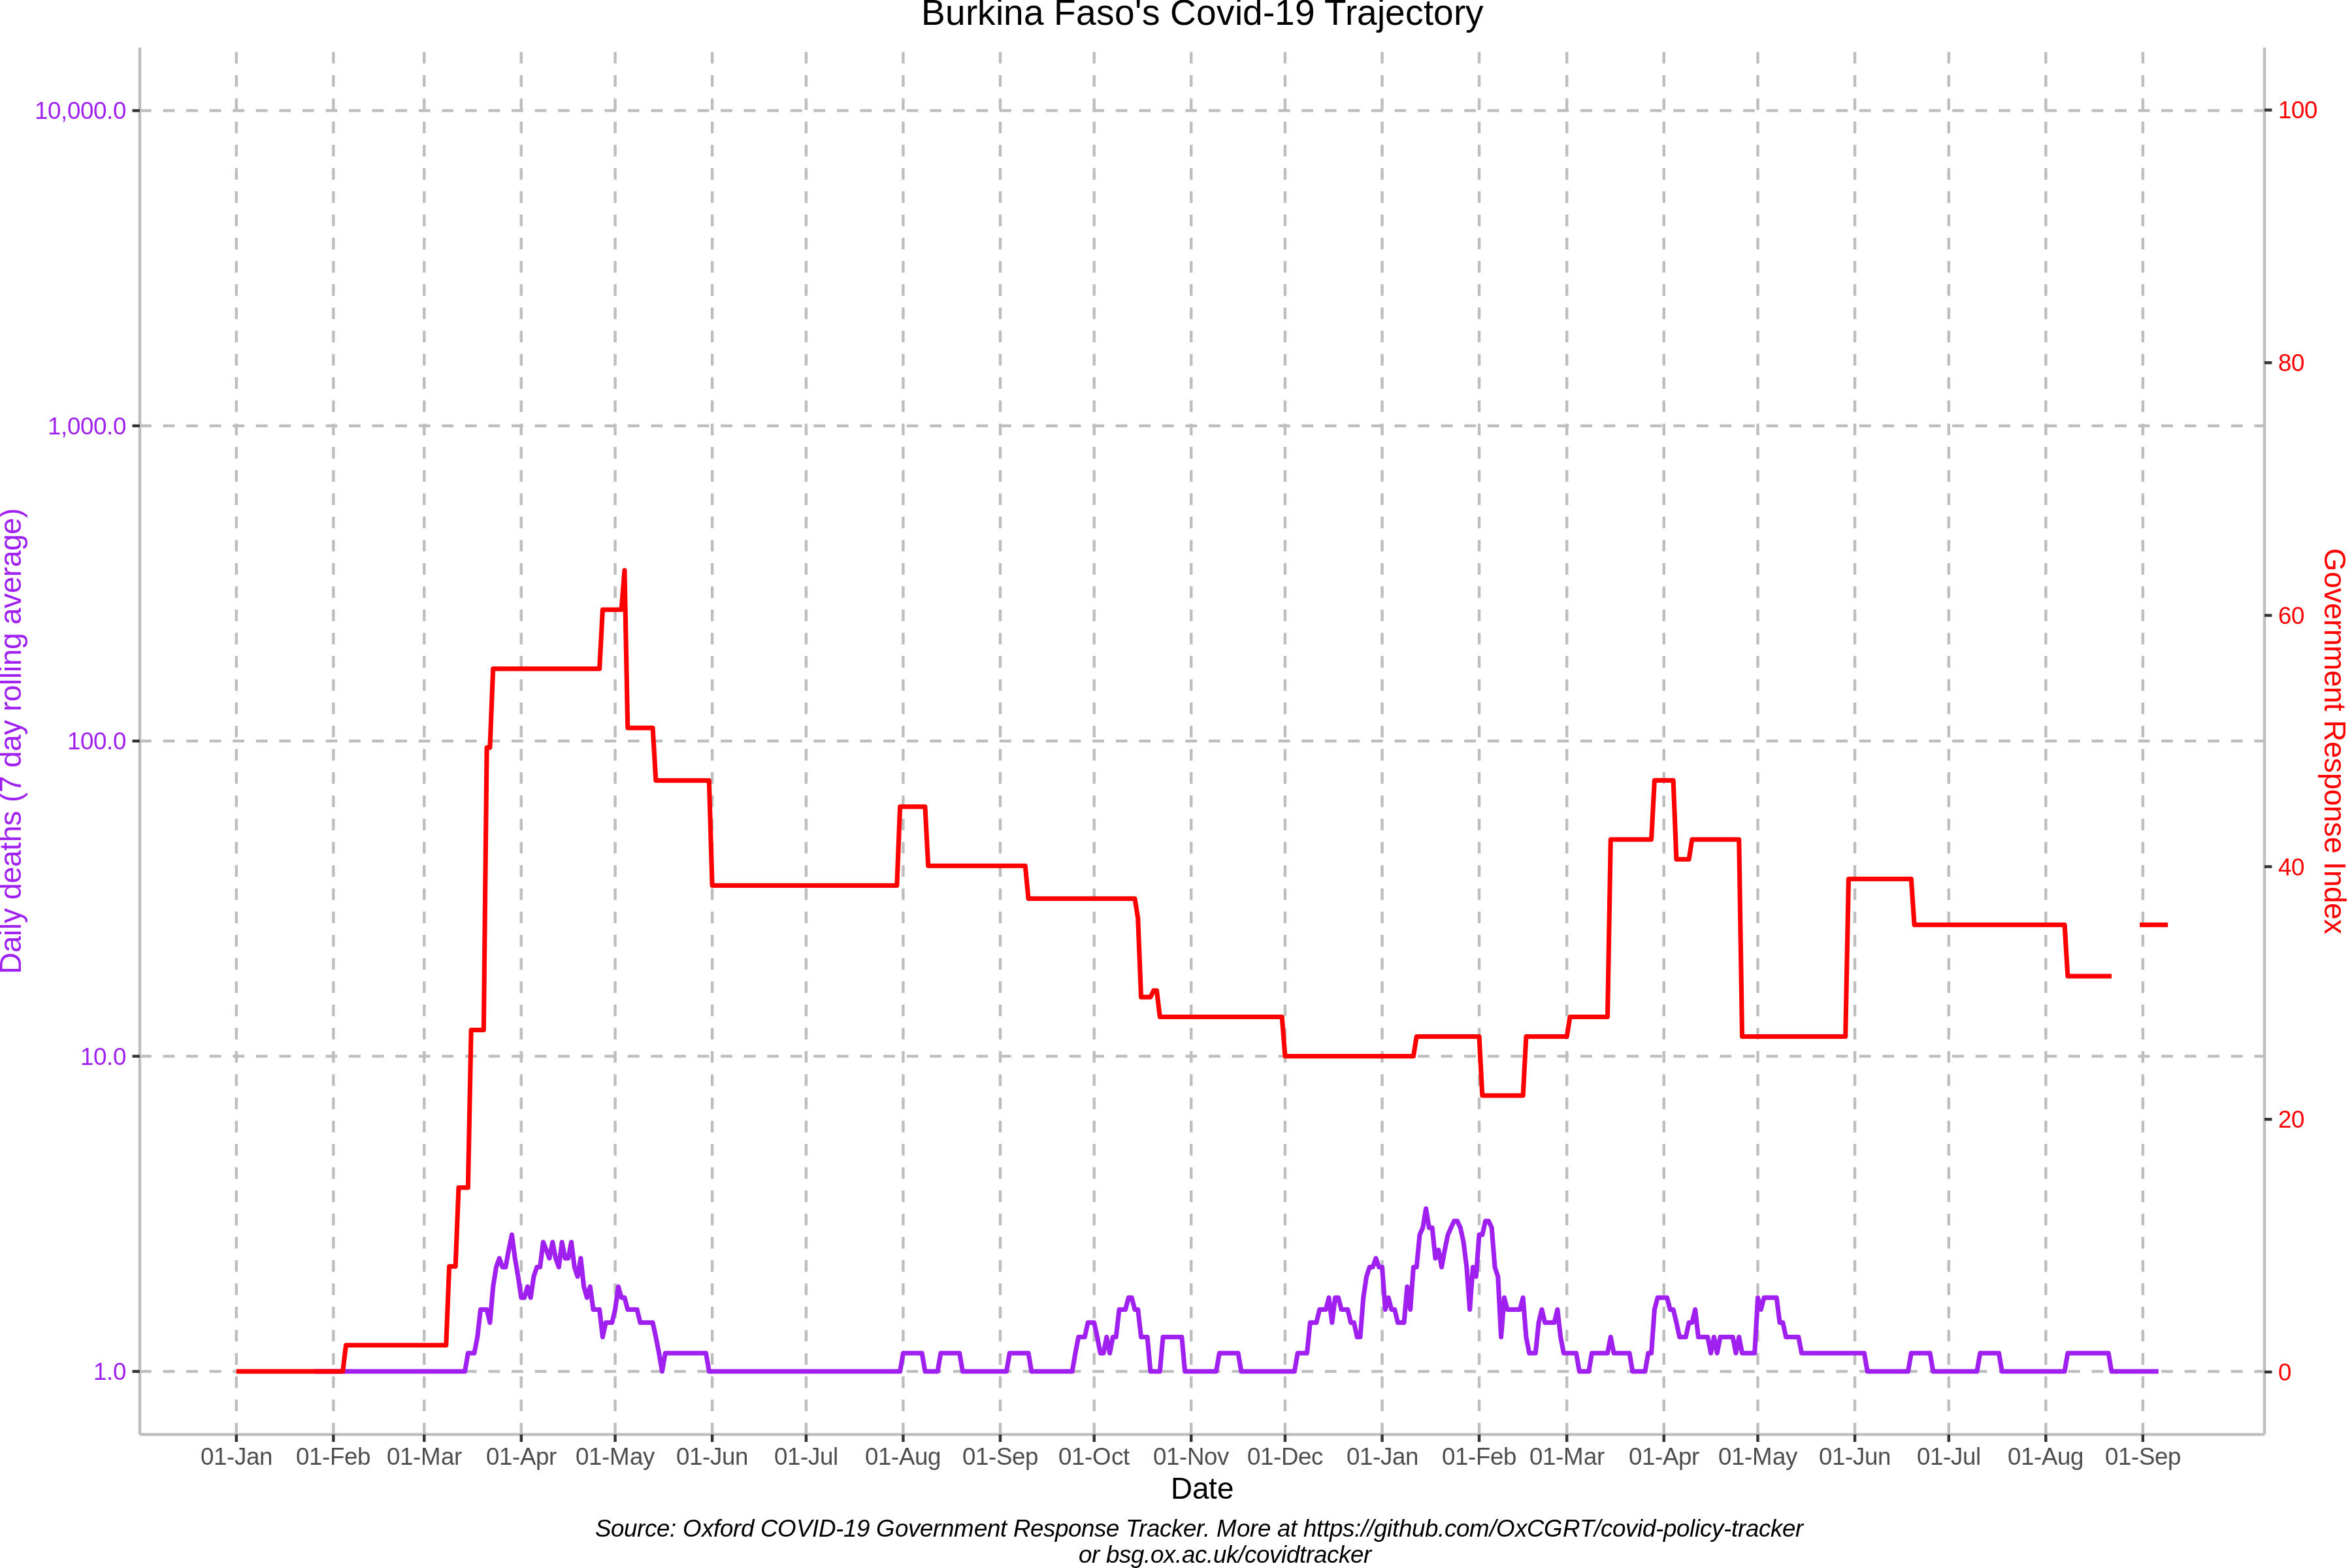 Burkina Faso's Covid-19 Trajectory
10,000.0
1,000.0
100.0
10.0
1.0
Daily deaths (7 day rolling average)
100
80
60
40
20
0
Government Response Index
01-Jan 01-Feb 01-Mar 01-Apr 01-May 01-Jun 01-Jul 01-Aug 01-Sep 01-Oct 01-Nov 01-Dec 01-Jan 01-Feb 01-Mar 01-Apr 01-May 01-Jun 01-Jul 01-Aug 01-Sep
Date
Source: Oxford COVID-19 Government Response Tracker. More at https://github.com/OxCGRT/covid-policy-tracker
or bsg.ox.ac.uk/covidtracker